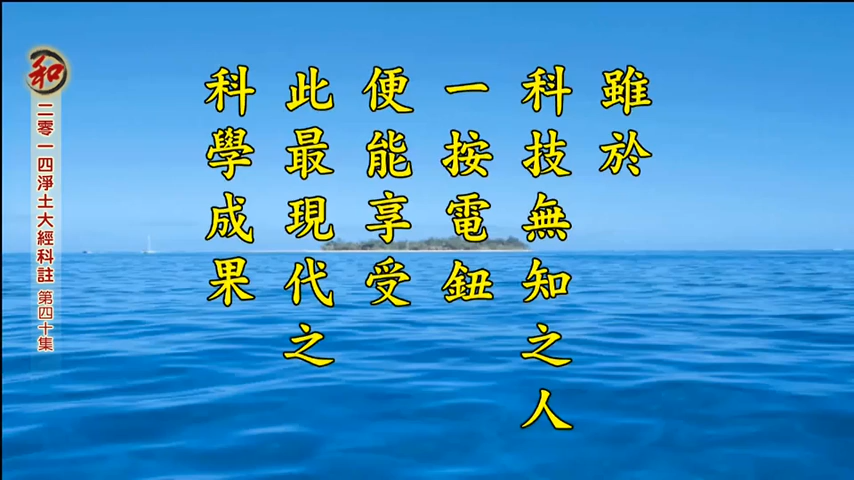 雖於
科技無知之人
一按電鈕
便能享受
此最現代之
科學成果
和
二零一四淨土大經科註 第四十集